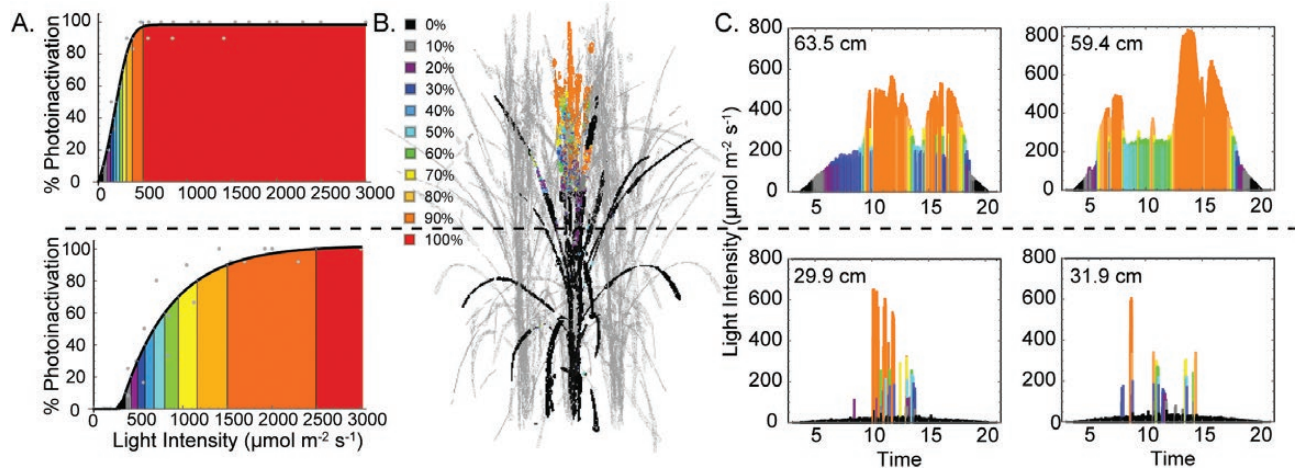 A.
% Photoinactivation
100
80
60
40
20
0
0 500 1000 1500 2000 2500 3000
% Photoinactivation
100
80
60
40
20
0
500 1000 1500 2000 2500 3000
Light Intensity (µmol m-2 s-1)
B.
0%
10%
20%
30%
40%
50%
60%
70%
80%
90%
100%
C.
Light Intensity (µmol m-2 s-1)
800
600
400
200
0
63.5 cm
5 10 15 20
800
600
400
200
0
59.4 cm
5 10 15 20
800
600
400
200
0
29.9 cm
5 10 15 20
Time
800
600
400
200
0
31.9 cm
5 10 15 20
Time